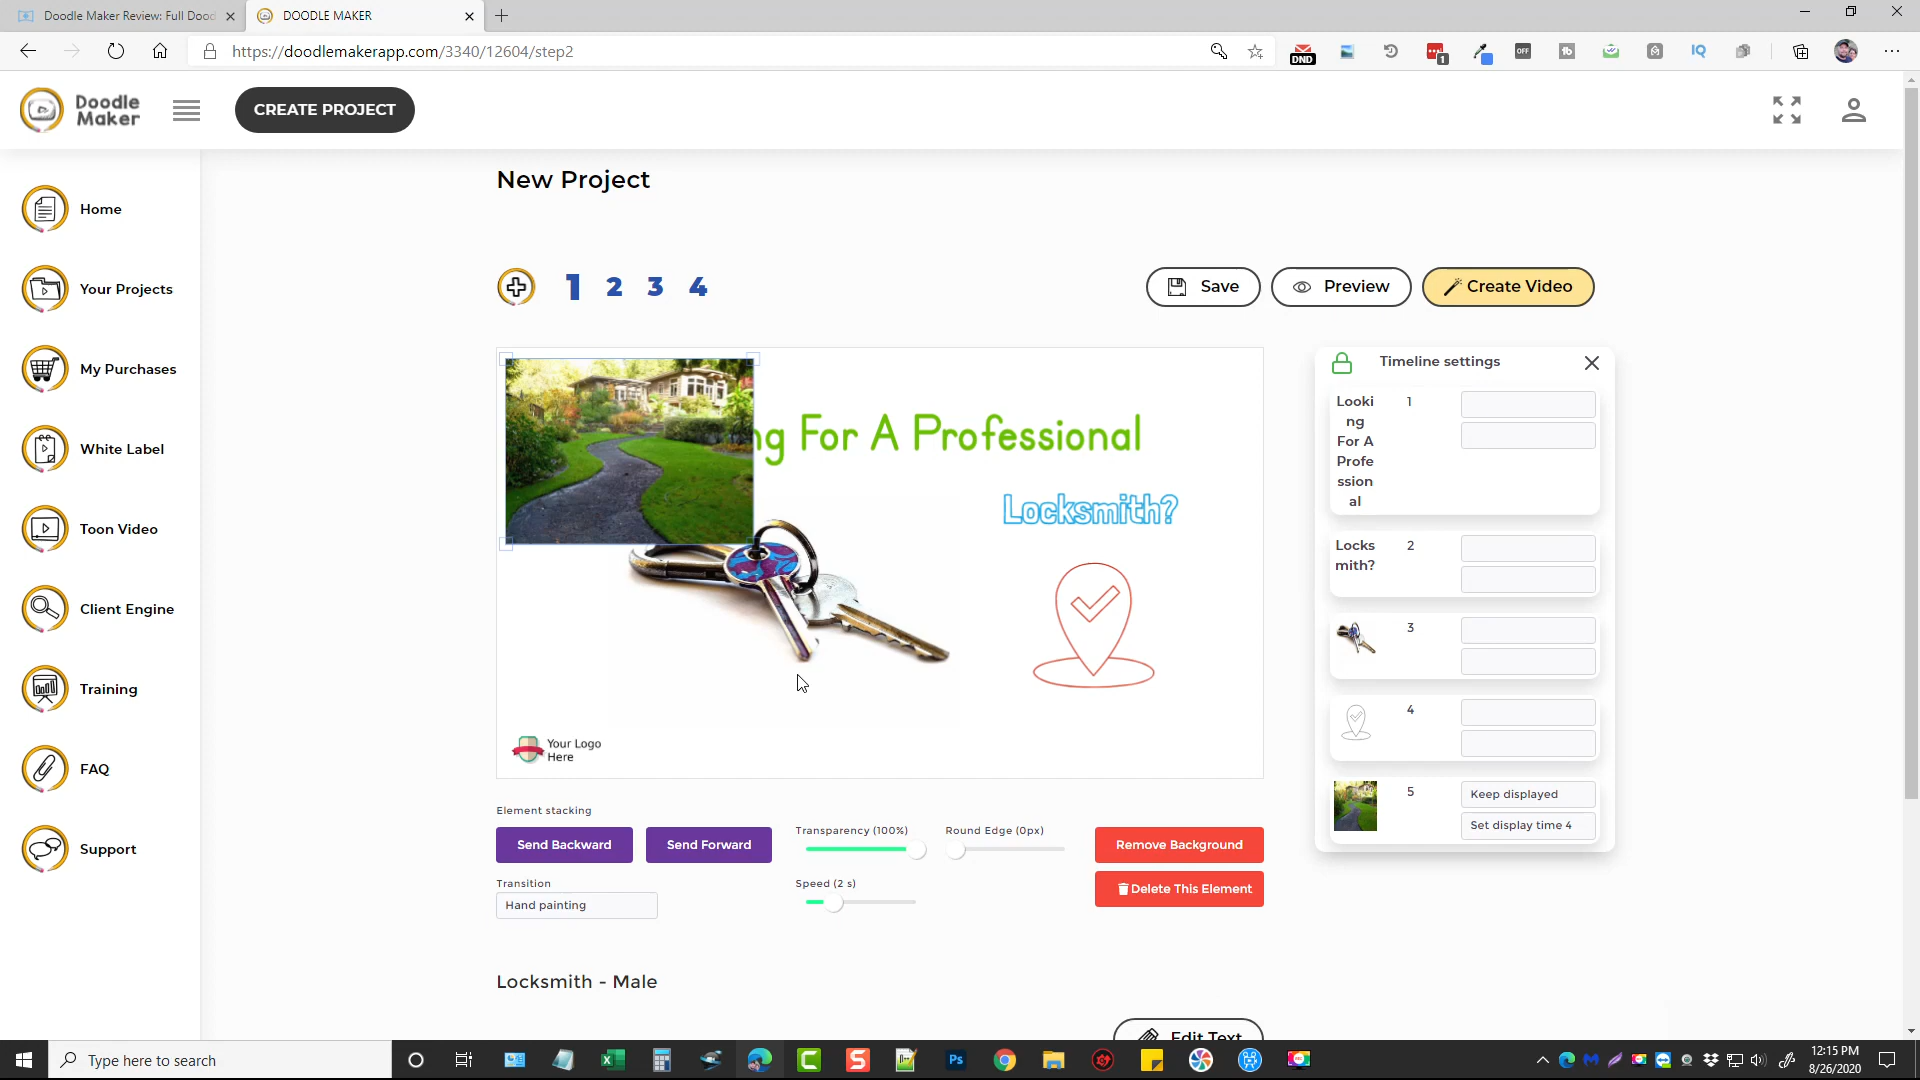 Doodle Maker Review: Full Dood
DOODLE MAKER
https://doodlemakerapp.com/3340/12604/step2
DND
1
OFF
IQ
Doodle
Maker
CREATE PROJECT
Home
Your Projects
My Purchases
White Label
Toon Video
Client Engine
Training
FAQ
Support
New Project
1 2 3 4
Save
Preview
Create Video
ng For A Professional
Locksmith?
Your Logo
Here
Timeline settings
Looki
ng
For A
Profe
ssion
al
1
Locks
mith?
2
3
4
5
Keep displayed
Set display time 4
Element stacking
Send Backward
Send Forward
Transparency (100%)
Round Edge (0px)
Remove Background
Transition
Hand painting
Speed (2 s)
Delete This Element
Locksmith - Male
Edit Text
Type here to search
12:15 PM
8/26/2020